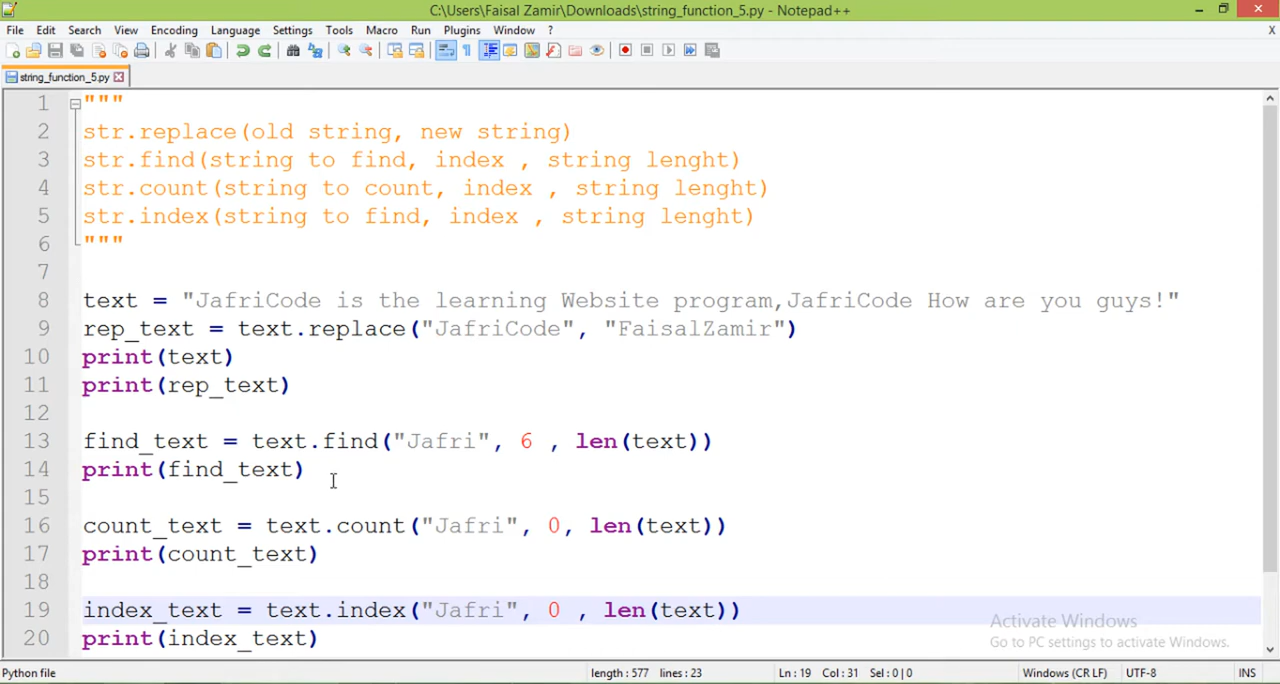 C:\Users\Faisal Zamir\Downloads\string_function_5.py - Notepad++
File Edit Search View Encoding Language Settings Tools Macro Run Plugins Window ? X
string_function_5.py
1 """
2 str.replace(old string, new string)
3 str.find(string to find, index , string lenght)
4 str.count(string to count, index , string lenght)
5 str.index(string to find, index , string lenght)
6 """
7
8 text = "JafriCode is the learning Website program,JafriCode How are you guys!"
9 rep_text = text.replace("JafriCode", "FaisalZamir")
10 print(text)
11 print(rep_text)
12
13 find_text = text.find("Jafri", 6 , len(text))
14 print(find_text)
15
16 count_text = text.count("Jafri", 0, len(text))
17 print(count_text)
18
19 index_text = text.index("Jafri", 0 , len(text))
20 print(index_text)
Activate Windows
Go to PC settings to activate Windows.
Python file length : 577 lines : 23 Ln : 19 Col : 31 Sel : 0 | 0 Windows (CR LF) UTF-8 INS